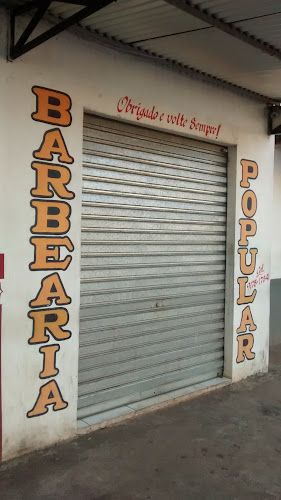 Obrigado e volte Sempre!
BARBEARIA
POPULAR